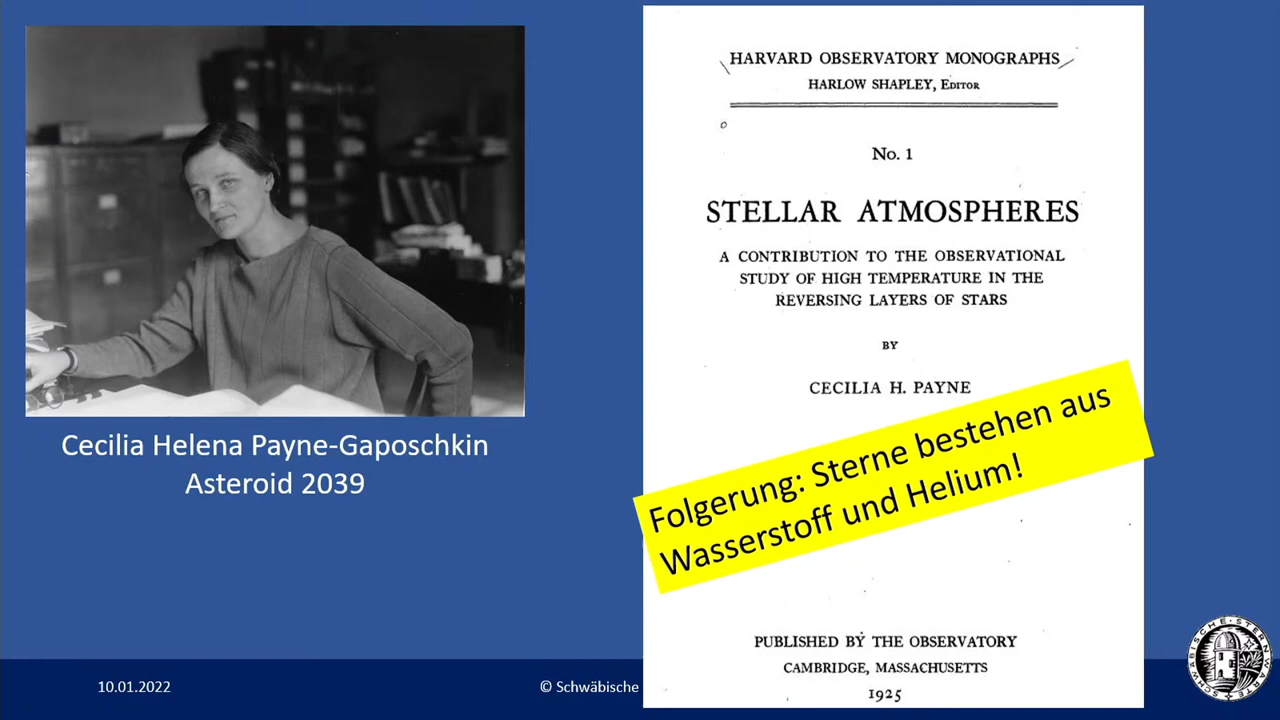 Cecilia Helena Payne-Gaposchkin
Asteroid 2039
HARVARD OBSERVATORY MONOGRAPHS
HARLOW SHAPLEY, EDITOR
No. 1
STELLAR ATMOSPHERES
A CONTRIBUTION TO THE OBSERVATIONAL
STUDY OF HIGH TEMPERATURE IN THE
REVERSING LAYERS OF STARS
BY
CECILIA H. PAYNE
Folgerung: Sterne bestehen aus
Wasserstoff und Helium!
PUBLISHED BY THE OBSERVATORY
CAMBRIDGE, MASSACHUSETTS
1925
10.01.2022
© Schwäbische
SCHWÄBISCHE · STERNWARTE